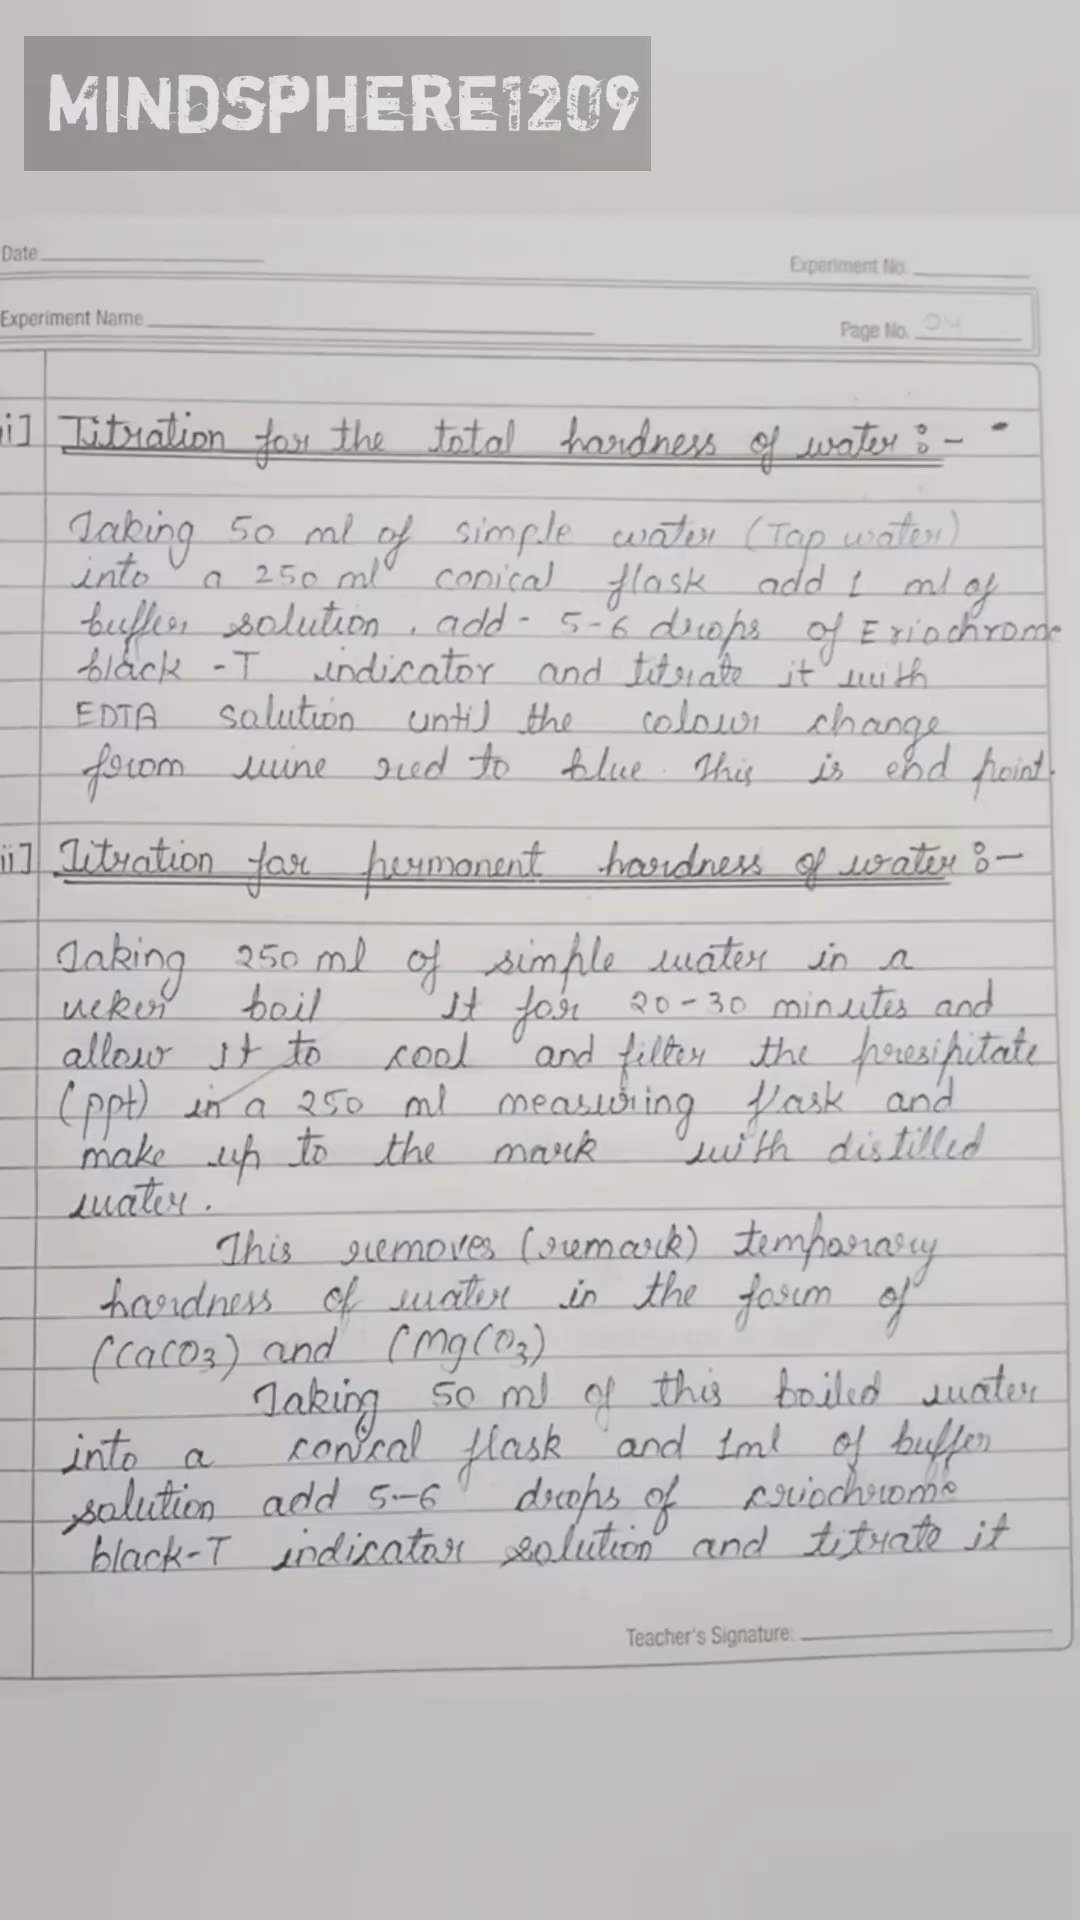 MINDSPHERE1209
Date
Experiment No.
Experiment Name
Page No. 04
ii] Titration for the total hardness of water :-
Taking 50 ml of simple water (Tap water)
into a 250 ml conical flask add 1 ml of
buffer solution, add - 5-6 drops of Eriochrome
black -T indicator and titrate it with
EDTA salution until the colour change
from wine red to blue. This is end point.
ii] Titration for permonent hardness of water :-
Taking 250 ml of simple water in a
boil it for 20-30 minutes and
allow it to cool and filter the presipitate
(ppt) in a 250 ml measuring flask and
make up to the mark with distilled
water.
This removes (remark) temporary
hardness of water in the form of
(CaCO3) and (MgCO3)
Taking 50 ml of this boiled water
into a conical flask and 1ml of buffer
solution add 5-6 drops of eriochrome
black-T indicator solution and titrate it
Teacher's Signature: